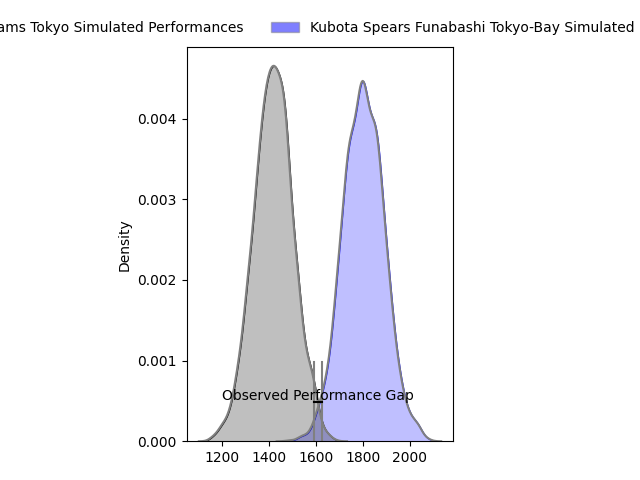 ams Tokyo Simulated Performances
Kubota Spears Funabashi Tokyo-Bay Simulated
0.004
0.003
0.002
0.001
0.000
Density
Observed Performance Gap
1200 1400 1600 1800 2000